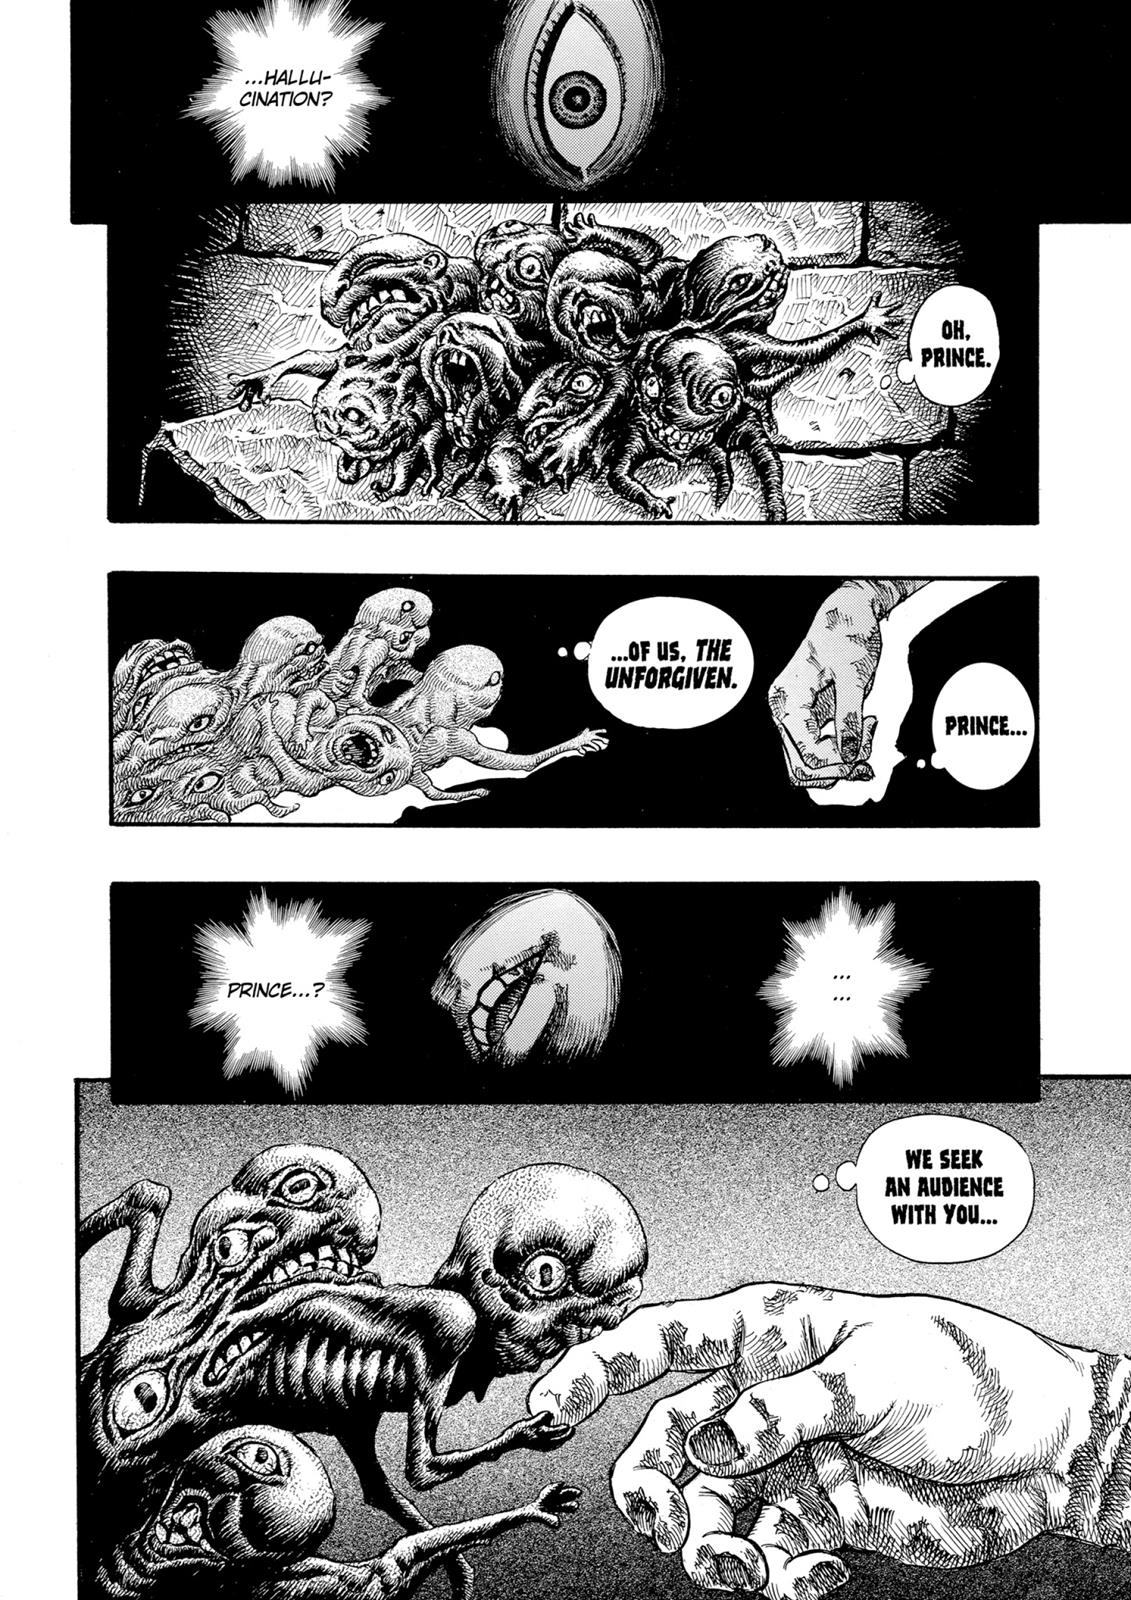 ...HALLU-
CINATION?
OH,
PRINCE.
...OF US, THE
UNFORGIVEN.
PRINCE...
PRINCE...?
...
...
WE SEEK
AN AUDIENCE
WITH YOU...